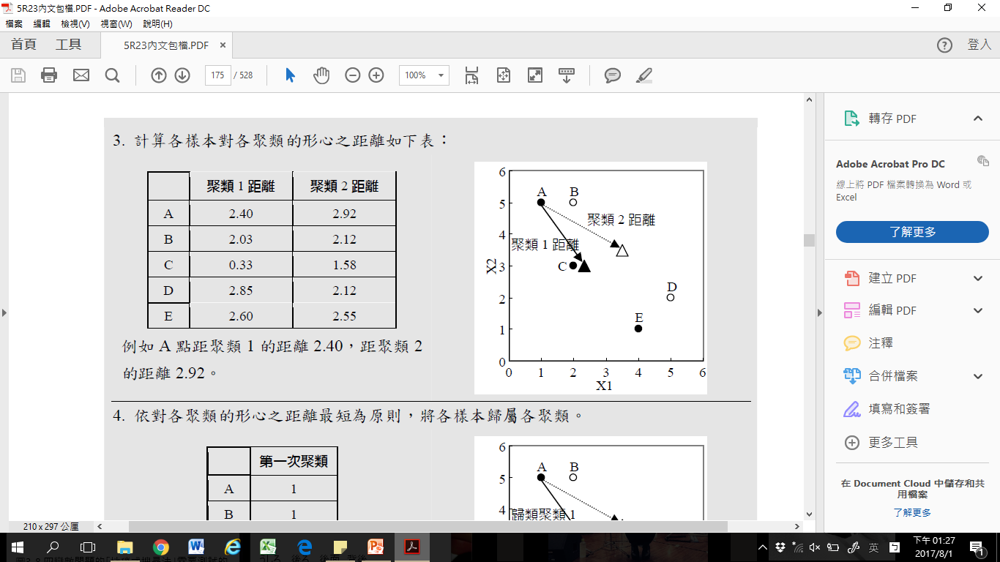 5R23內文包檔.PDF - Adobe Acrobat Reader DC
檔案 編輯 檢視(V) 視窗(W) 說明(H)
首頁 工具 5R23內文包檔.PDF × 登入
175 / 528 100%
3. 計算各樣本對各聚類的形心之距離如下表：
聚類 1 距離 聚類 2 距離
A 2.40 2.92
B 2.03 2.12
C 0.33 1.58
D 2.85 2.12
E 2.60 2.55
例如 A 點距聚類 1 的距離 2.40，距聚類 2
的距離 2.92。
6
5
4
3
2
1
0
X2
A B
聚類 2 距離
聚類 1 距離
C
D
E
0 1 2 3 4 5 6
X1
4. 依對各聚類的形心之距離最短為原則，將各樣本歸屬各聚類。
第一次聚類
A 1
B 1
6
5
4
A B
歸類聚類 1
210 x 297 公厘
轉存 PDF
Adobe Acrobat Pro DC
線上將 PDF 檔案轉換為 Word 或
Excel
了解更多
建立 PDF
編輯 PDF
注釋
合併檔案
填寫和簽署
更多工具
在 Document Cloud 中儲存和共
用檔案
了解更多
英
下午 01:27
2017/8/1
1